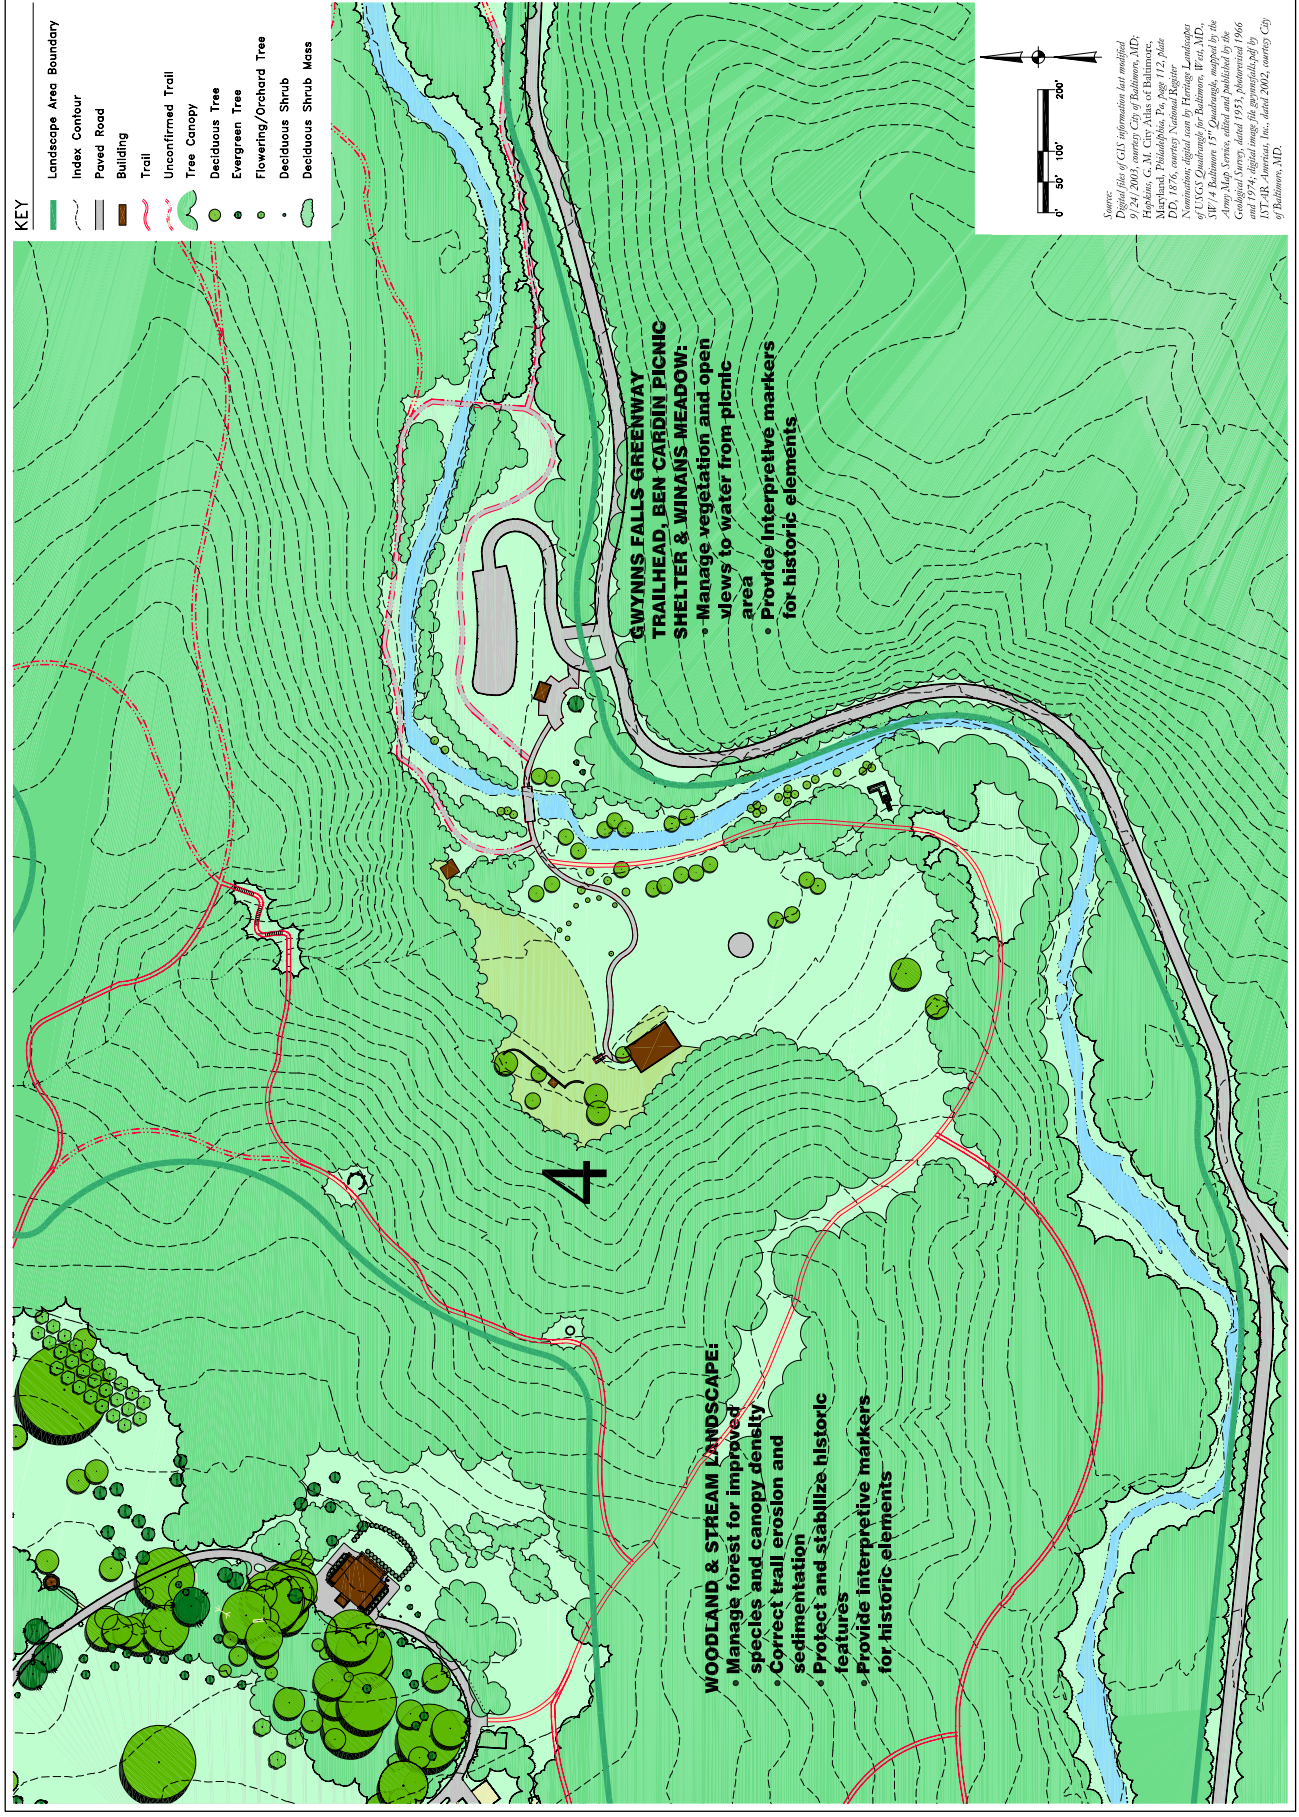 KEY
Landscape Area Boundary
Index Contour
Paved Road
Building
Trail
Unconfirmed Trail
Tree Canopy
Deciduous Tree
Evergreen Tree
Flowering/Orchard Tree
Deciduous Shrub
Deciduous Shrub Mass
GWYNNS FALLS GREENWAY
TRAILHEAD, BEN CARDIN PICNIC
SHELTER & WINANS MEADOW:
• Manage vegetation and open
views to water from picnic
area
• Provide Interpretive markers
for historic elements
4
WOODLAND & STREAM LANDSCAPE:
• Manage forest for improved
species and canopy density
• Correct trail erosion and
sedimentation
• Protect and stabilize historic
features
• Provide interpretive markers
for historic elements
0' 50' 100' 200'
Source:
Digital files of GIS information last modified
9/24/2003, courtesy City of Baltimore, MD;
Hopkins, G. M. City Atlas of Baltimore,
Maryland, Philadelphia, Pa, page 112, plate
DD, 1876, courtesy National Register
Nomination; digital scan by Heritage Landscapes
of USGS Quadrangle for Baltimore, West, MD,
SW/4 Baltimore 15" Quadrangle, mapped by the
Army Map Service, edited and published by the
Geological Survey, dated 1953, photorevised 1966
and 1974; digital image file gwynnsfalls.pdf by
ISTAR Americas, Inc., dated 2002, courtesy City
of Baltimore, MD.